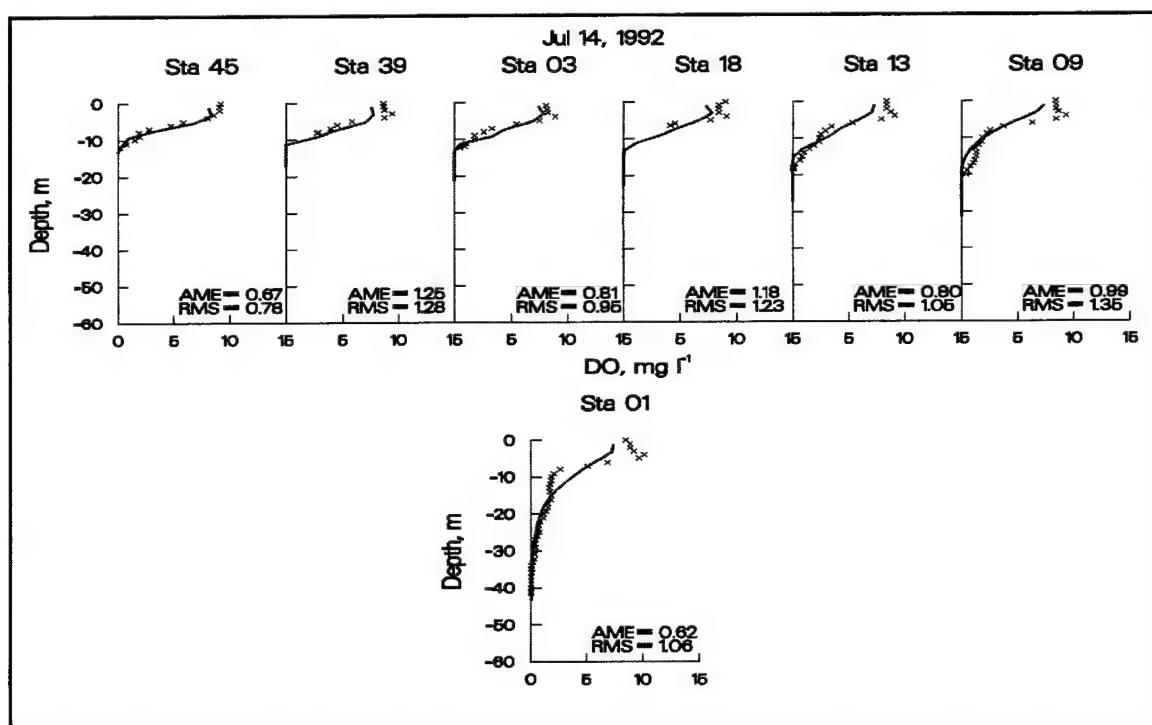 Jul 14, 1992
Sta 45 Sta 39 Sta 03 Sta 18 Sta 13 Sta 09
0
-10
-20
-30
-40
-50
-60
Depth, m
AME = 0.67
RMS = 0.78
AME = 1.25
RMS = 1.28
AME = 0.81
RMS = 0.95
AME = 1.18
RMS = 1.23
AME = 0.80
RMS = 1.05
AME = 0.99
RMS = 1.35
0 5 10 15 5 10 15 5 10 15 5 10 15 5 10 15 5 10 15
DO, mg l⁻¹
Sta 01
0
-10
-20
-30
-40
-50
-60
Depth, m
AME = 0.62
RMS = 1.06
0 5 10 15